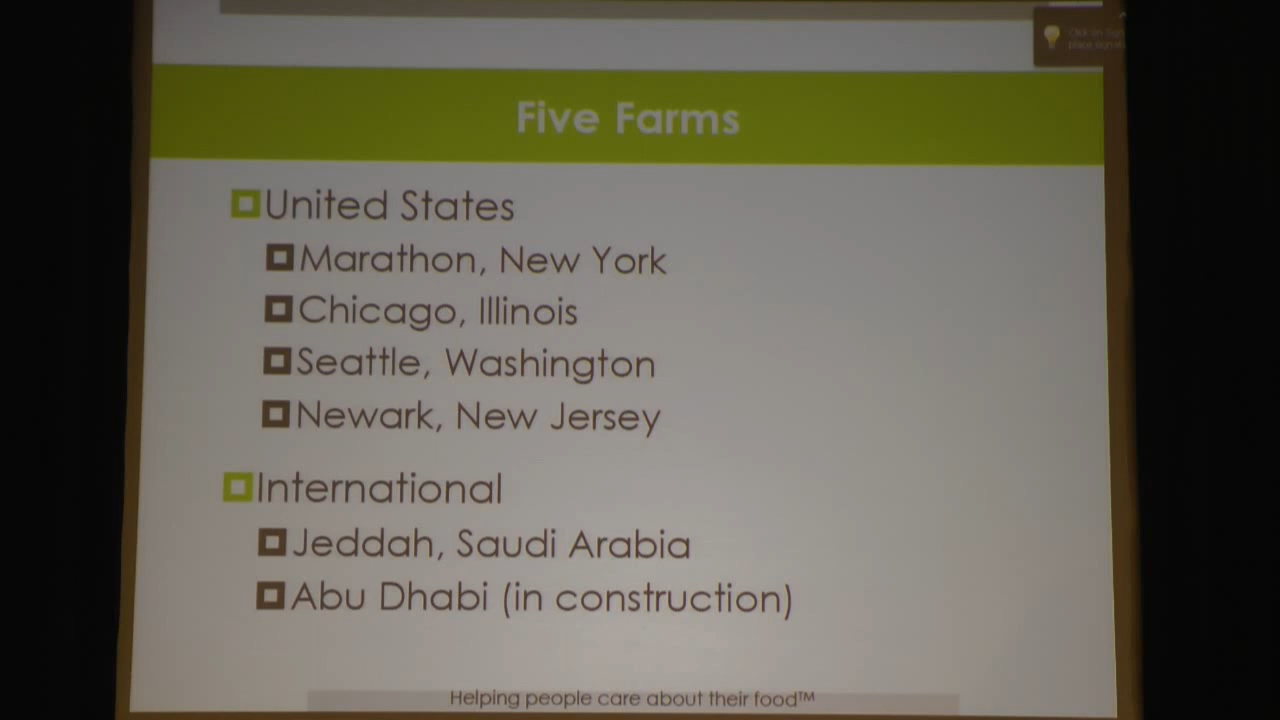 Five Farms
United States
Marathon, New York
Chicago, Illinois
Seattle, Washington
Newark, New Jersey
International
Jeddah, Saudi Arabia
Abu Dhabi (in construction)
Helping people care about their food™